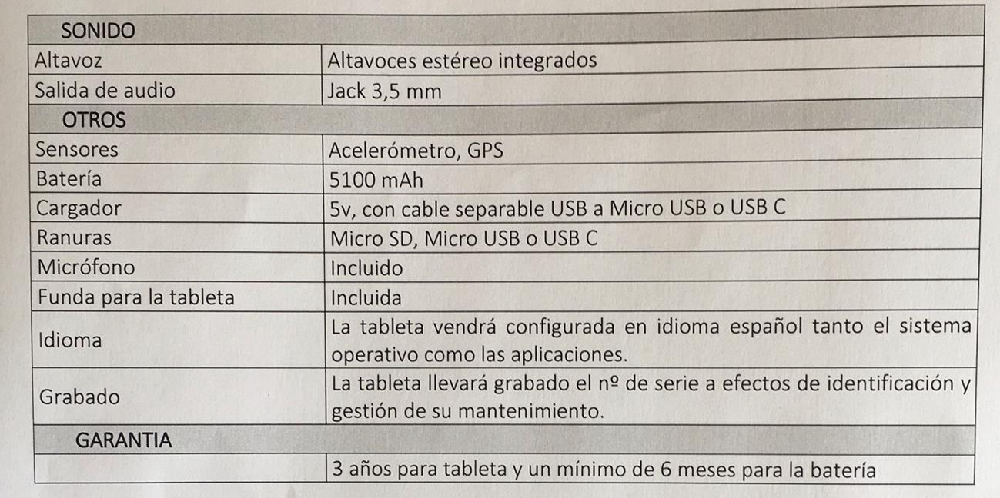 SONIDO
Altavoz Altavoces estéreo integrados
Salida de audio Jack 3,5 mm
OTROS
Sensores Acelerómetro, GPS
Batería 5100 mAh
Cargador 5v, con cable separable USB a Micro USB o USB C
Ranuras Micro SD, Micro USB o USB C
Micrófono Incluido
Funda para la tableta Incluida
Idioma La tableta vendrá configurada en idioma español tanto el sistema
operativo como las aplicaciones.
Grabado La tableta llevará grabado el nº de serie a efectos de identificación y
gestión de su mantenimiento.
GARANTIA
3 años para tableta y un mínimo de 6 meses para la batería